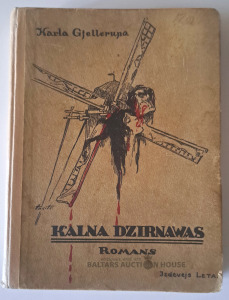 Karla Gjellerupa
KALNA DZIRNAWAS
ROMANS
BALTARS AUCTION HOUSE